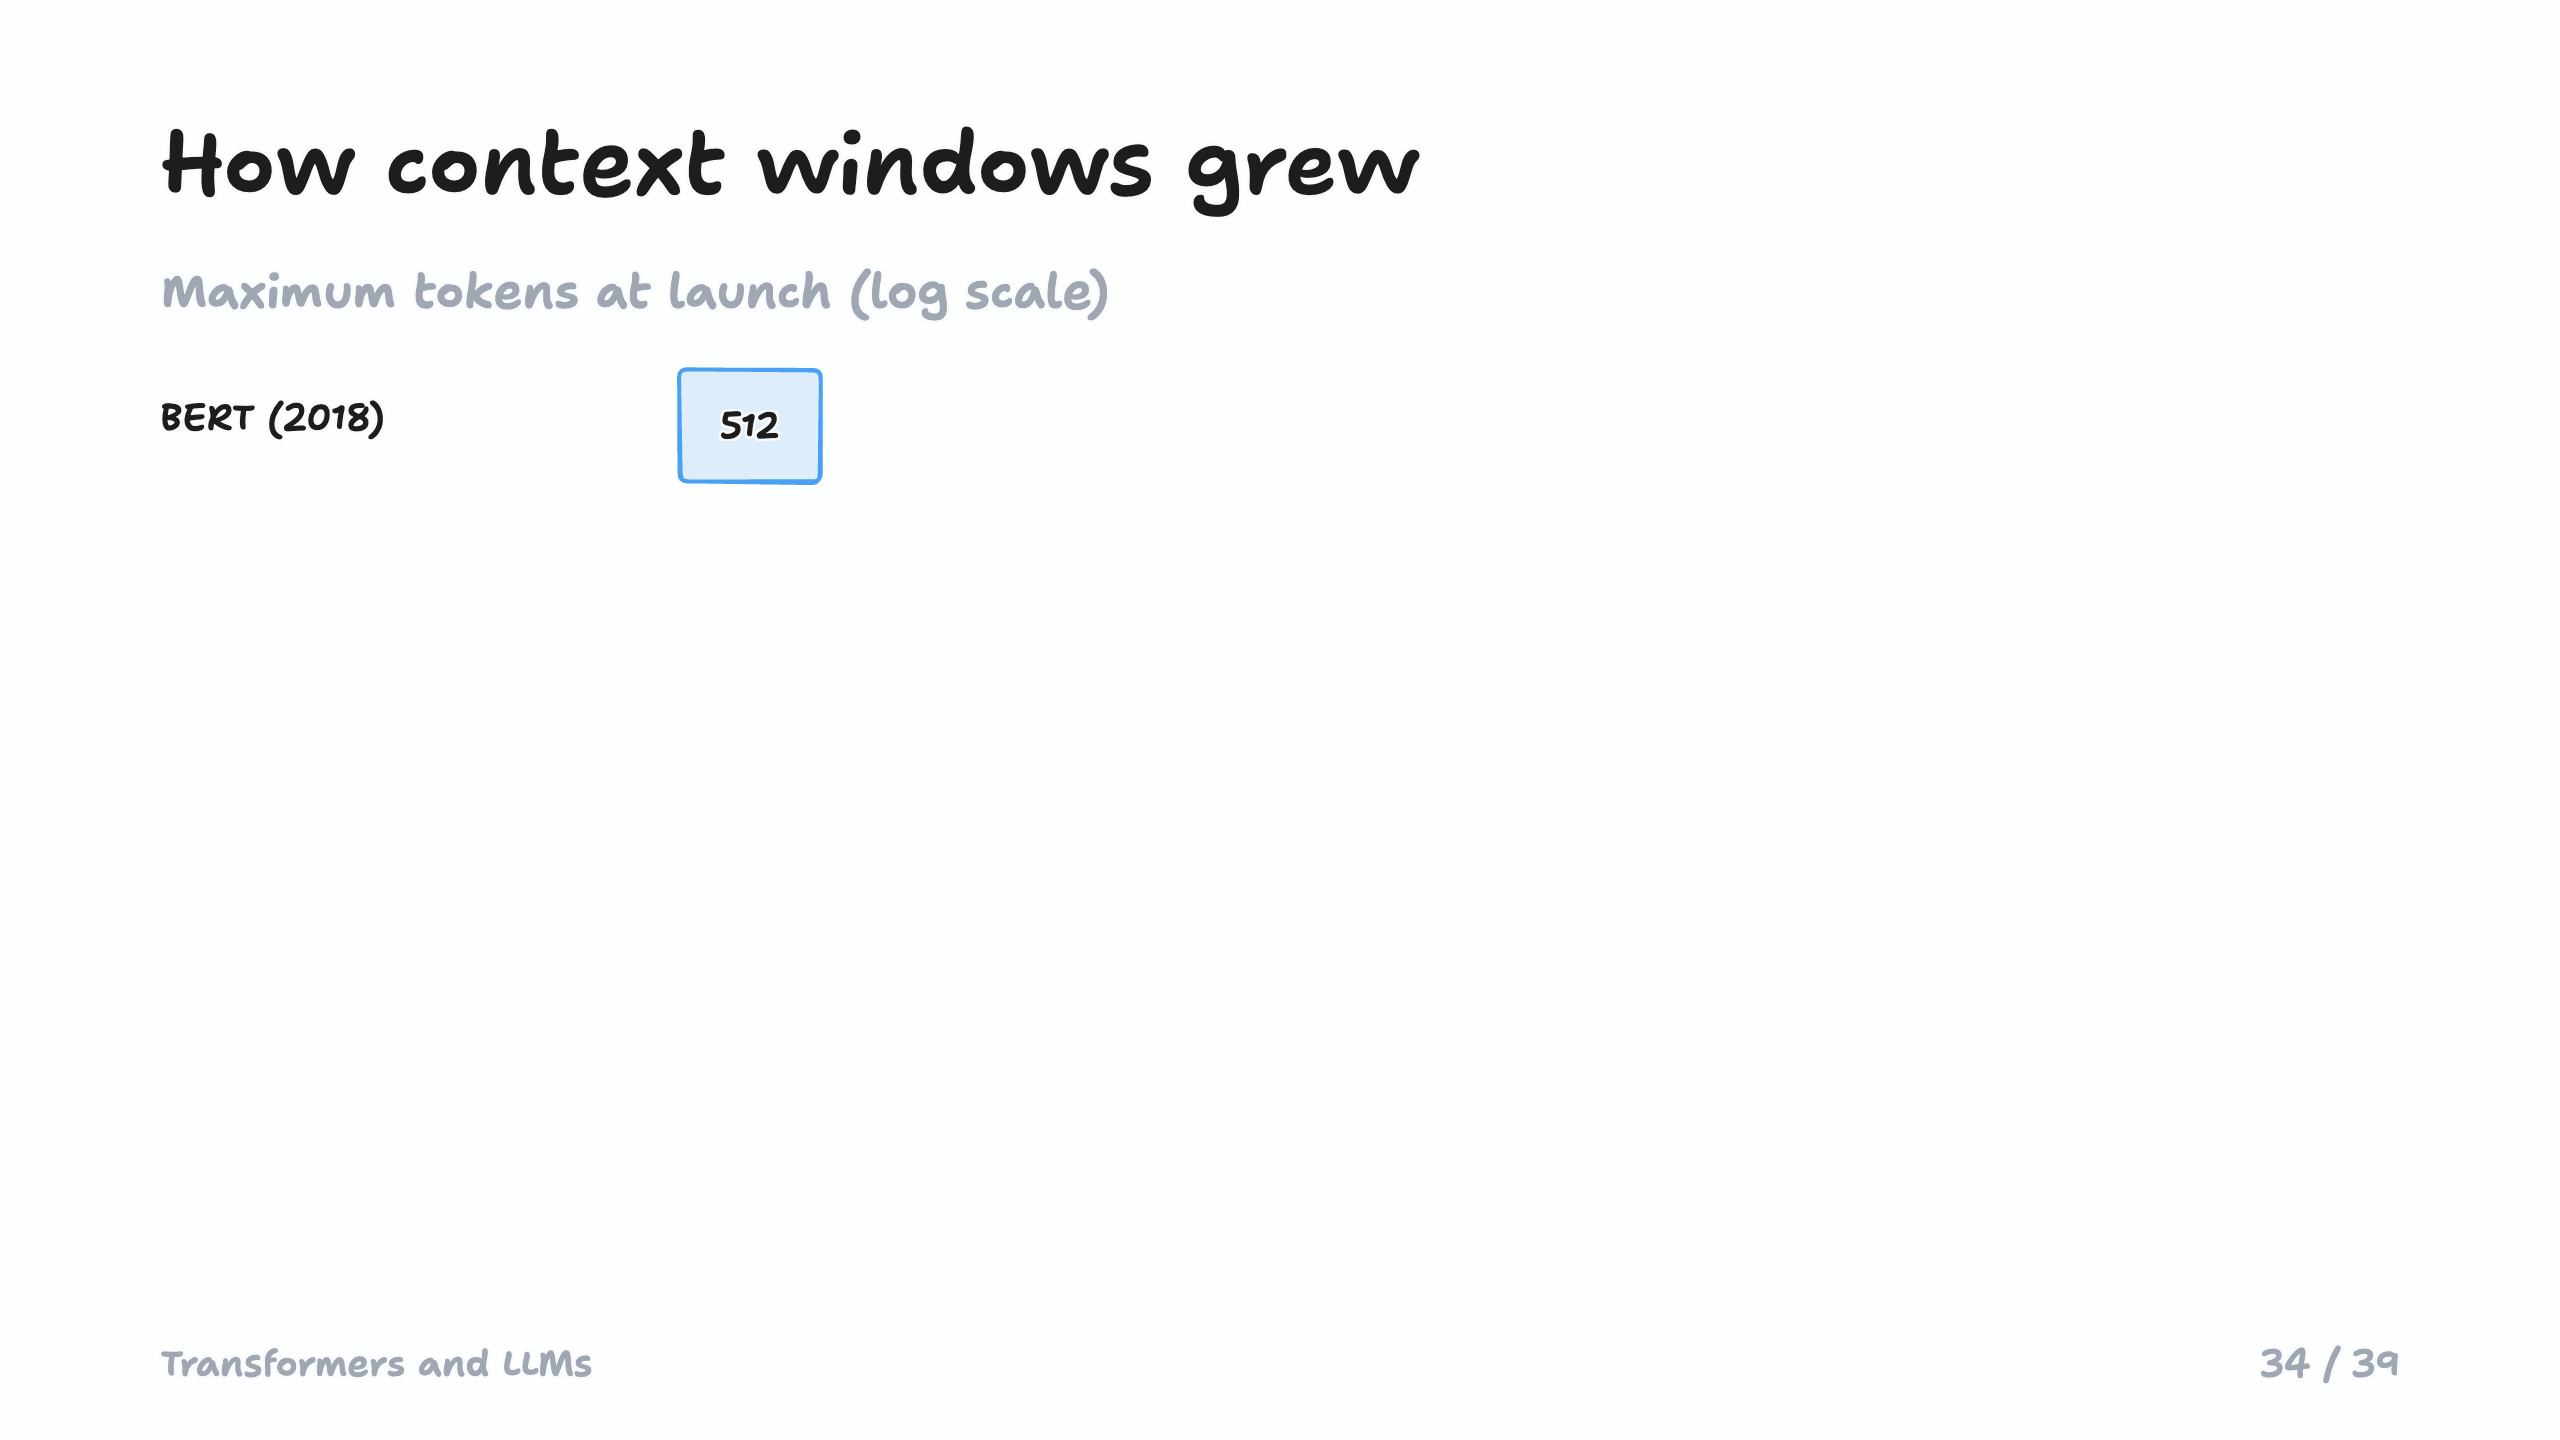 How context windows grew
Maximum tokens at launch (log scale)
BERT (2018)
512
Transformers and LLMs
34 / 39